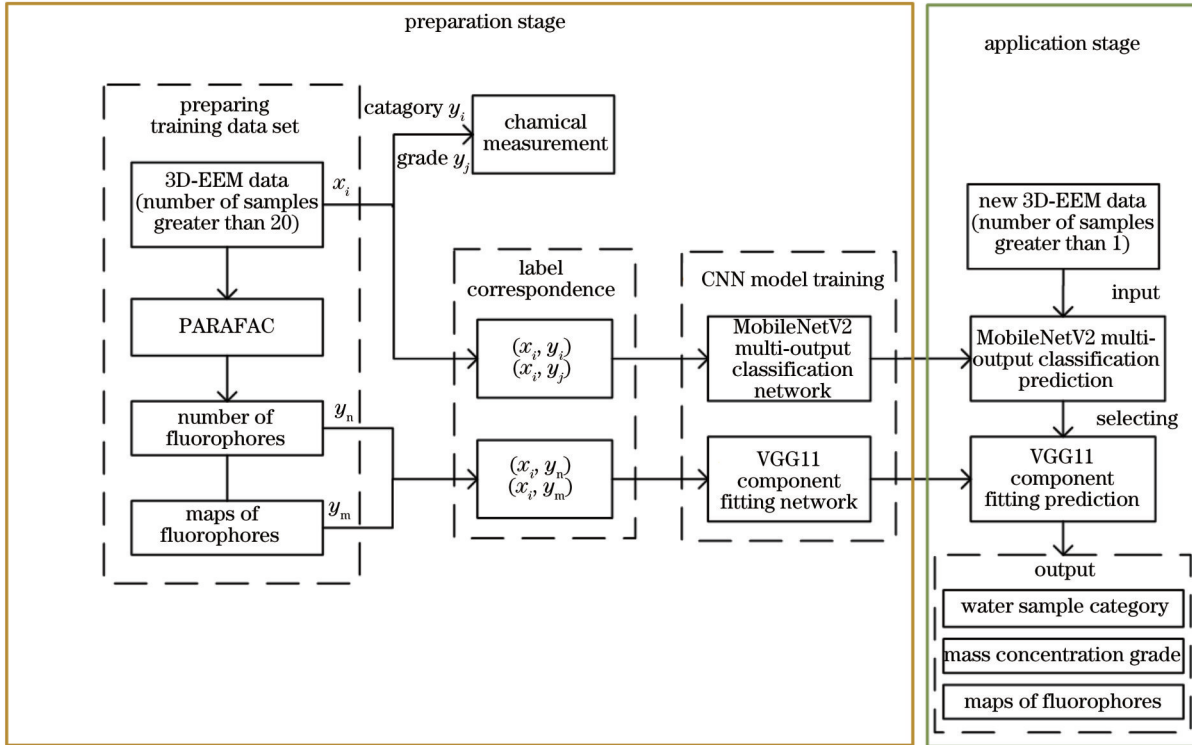 preparation stage
preparing
training data set
3D-EEM data
(number of samples
greater than 20)
x_i
PARAFAC
number of
fluorophores
y_n
maps of
fluorophores
y_m
catagory y_i
grade y_j
chamical
measurement
label
correspondence
(x_i, y_i)
(x_i, y_j)
(x_i, y_n)
(x_i, y_m)
CNN model training
MobileNetV2
multi-output
classification
network
VGG11
component
fitting network
application stage
new 3D-EEM data
(number of samples
greater than 1)
input
MobileNetV2 multi-
output classification
prediction
selecting
VGG11
component
fitting prediction
output
water sample category
mass concentration grade
maps of fluorophores